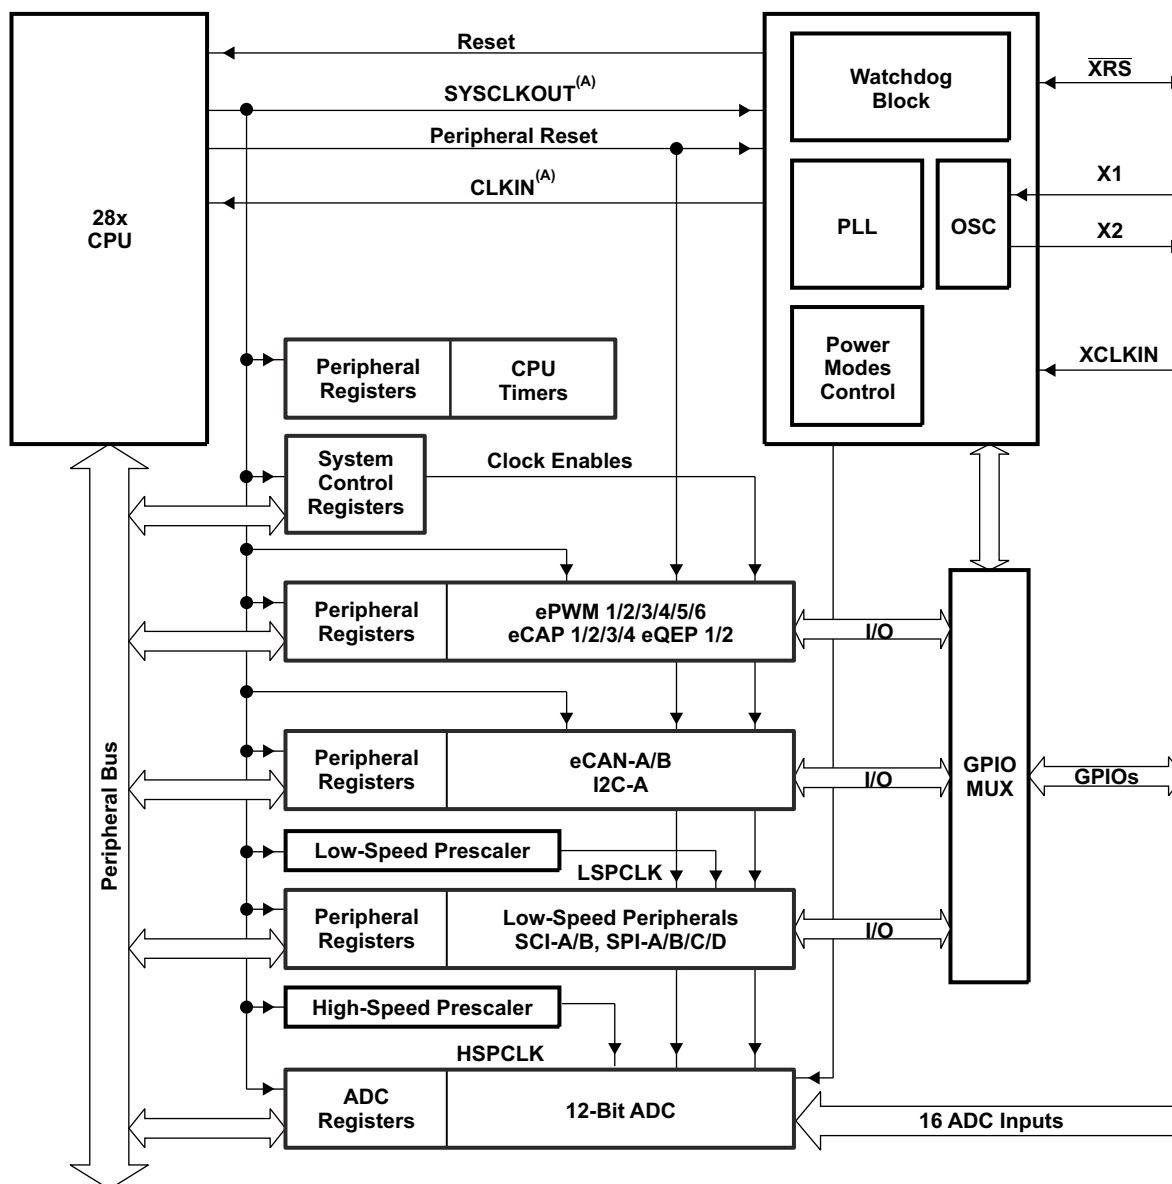 Reset
SYSCLKOUT(A)
Peripheral Reset
CLKIN(A)
28x
CPU
Watchdog
Block
PLL
OSC
Power
Modes
Control
XRS
X1
X2
XCLKIN
Peripheral
Registers
CPU
Timers
System
Control
Registers
Clock Enables
Peripheral
Registers
ePWM 1/2/3/4/5/6
eCAP 1/2/3/4 eQEP 1/2
I/O
Peripheral Bus
Peripheral
Registers
eCAN-A/B
I2C-A
I/O
GPIO
MUX
GPIOs
Low-Speed Prescaler
LSPCLK
Peripheral
Registers
Low-Speed Peripherals
SCI-A/B, SPI-A/B/C/D
I/O
High-Speed Prescaler
HSPCLK
ADC
Registers
12-Bit ADC
16 ADC Inputs